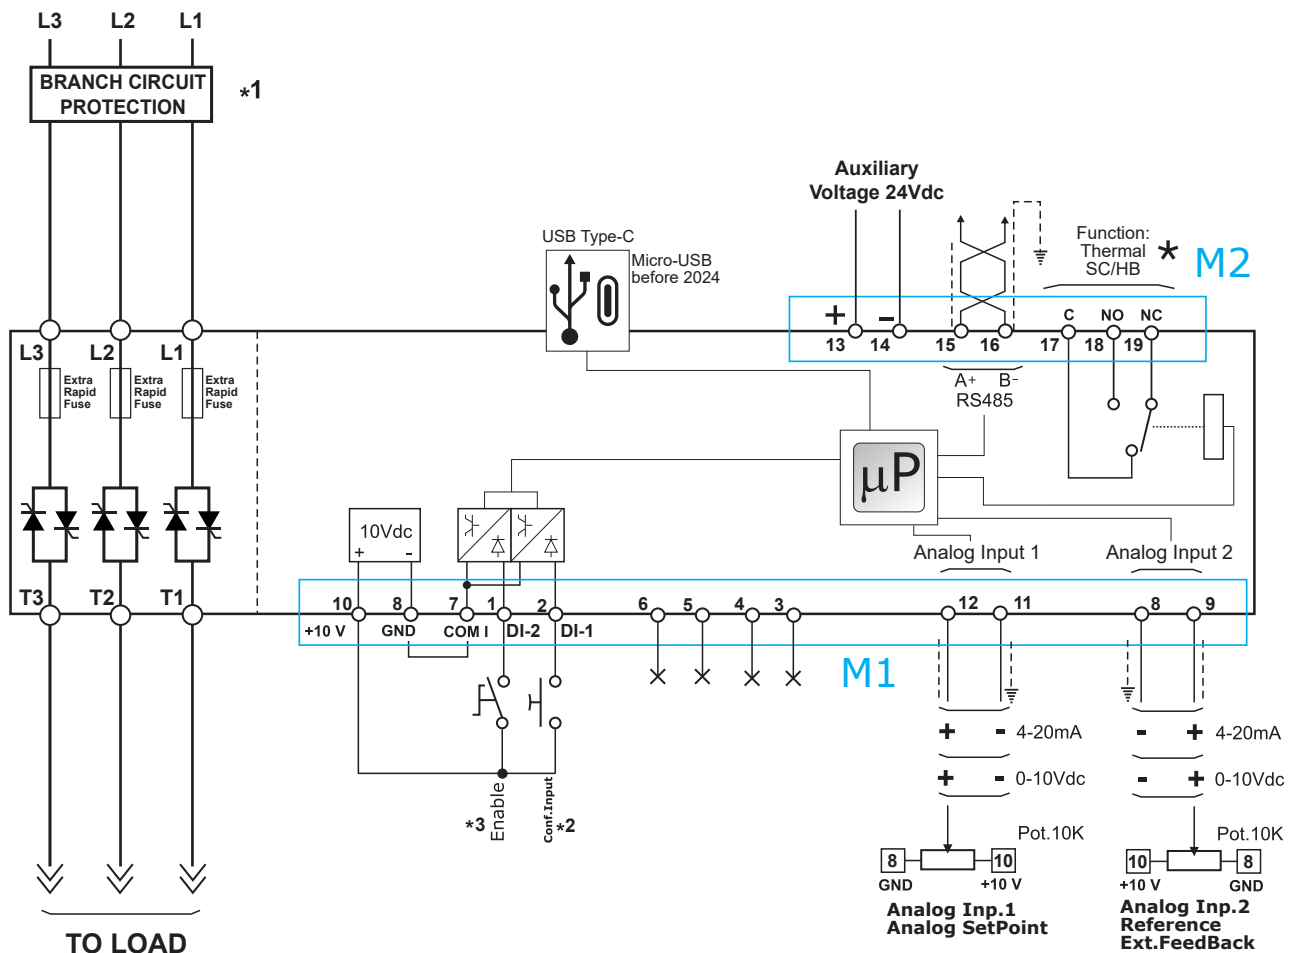 L3 L2 L1
BRANCH CIRCUIT
PROTECTION
*1
Auxiliary
Voltage 24Vdc
USB Type-C
Micro-USB
before 2024
Function:
Thermal
SC/HB
*
M2
+ -
C NO NC
13 14 15 16 17 18 19
L3 L2 L1
Extra
Rapid
Fuse
Extra
Rapid
Fuse
Extra
Rapid
Fuse
A+ B-
RS485
µP
10Vdc
+ -
Analog Input 1
Analog Input 2
T3 T2 T1
10 8 7 1 2 6 5 4 3 12 11 8 9
+10 V GND COM I DI-2 DI-1
M1
+ - 4-20mA
- + 4-20mA
+ - 0-10Vdc
- + 0-10Vdc
*3 Enable
Conf.Input *2
Pot.10K
Pot.10K
8 10
10 8
GND +10 V
+10 V GND
Analog Inp.1
Analog SetPoint
Analog Inp.2
Reference
Ext.FeedBack
TO LOAD